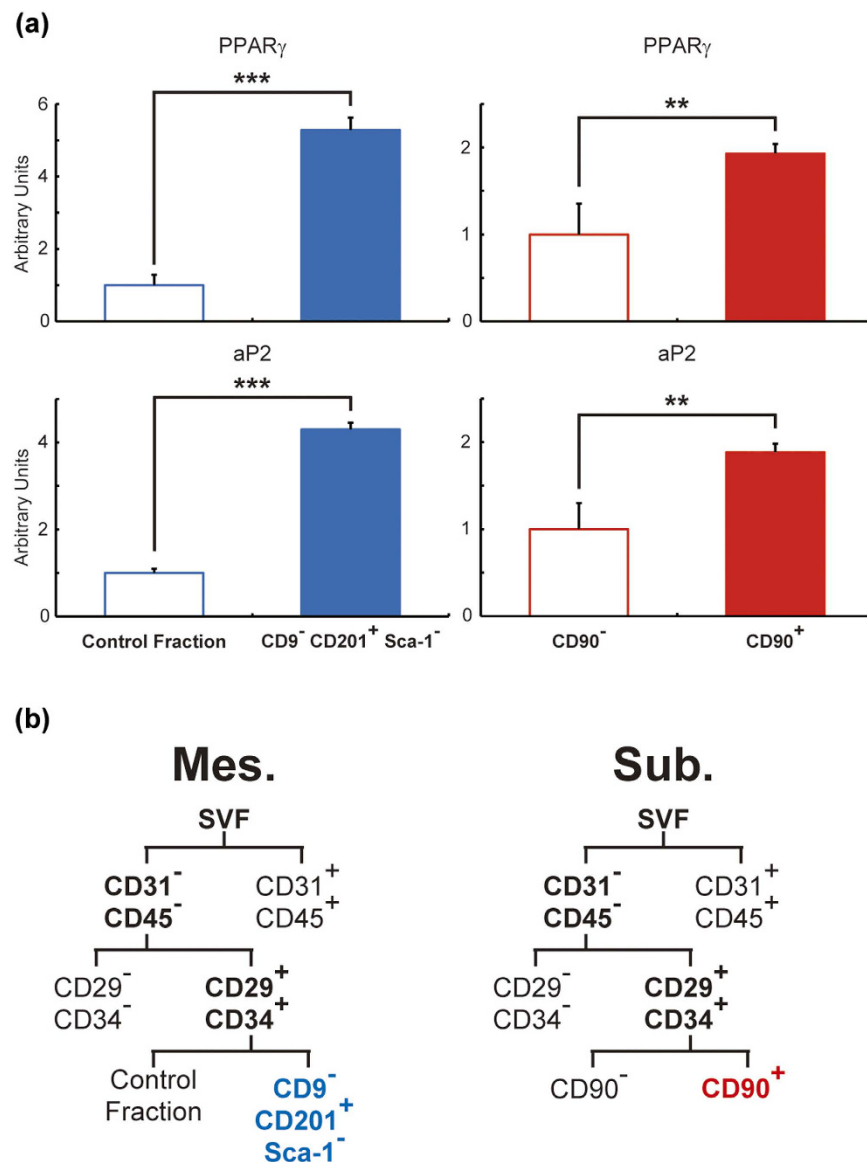 (a)
PPARγ
***
6
4
2
0
Arbitrary Units
PPARγ
**
2
1
0
aP2
***
4
2
0
Arbitrary Units
Control Fraction
CD9⁻ CD201⁺ Sca-1⁻
aP2
**
2
1
0
CD90⁻
CD90⁺
(b)
Mes.
SVF
CD31⁻
CD45⁻
CD31⁺
CD45⁺
CD29⁻
CD34⁻
CD29⁺
CD34⁺
Control
Fraction
CD9⁻
CD201⁺
Sca-1⁻
Sub.
SVF
CD31⁻
CD45⁻
CD31⁺
CD45⁺
CD29⁻
CD34⁻
CD29⁺
CD34⁺
CD90⁻
CD90⁺